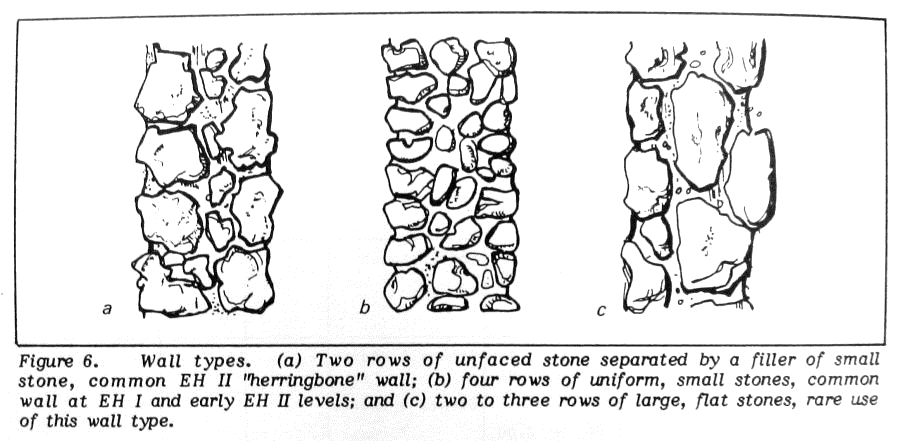 a
b
c
Figure 6. Wall types. (a) Two rows of unfaced stone separated by a filler of small
stone, common EH II "herringbone" wall; (b) four rows of uniform, small stones, common
wall at EH I and early EH II levels; and (c) two to three rows of large, flat stones, rare use
of this wall type.